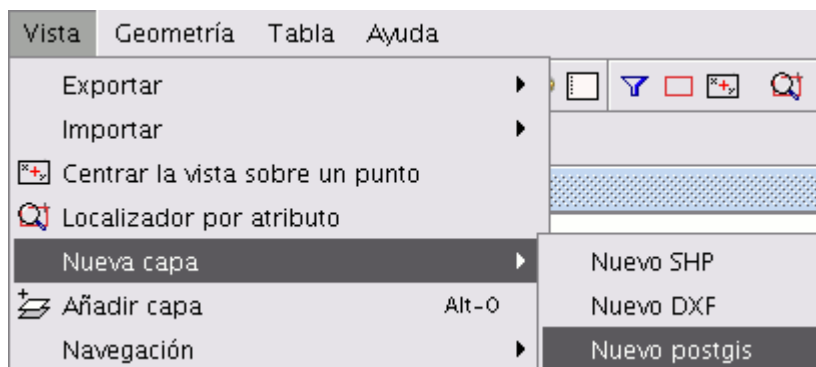 Vista Geometría Tabla Ayuda
Exportar
Importar
Centrar la vista sobre un punto
Localizador por atributo
Nueva capa
Nuevo SHP
Añadir capa Alt-O
Nuevo DXF
Navegación
Nuevo postgis